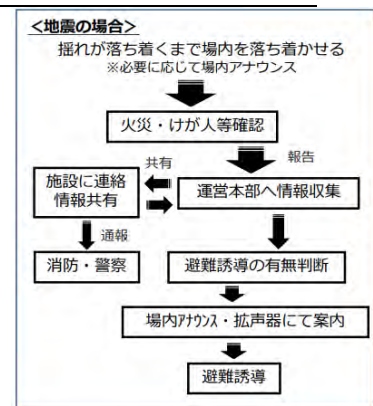 <地震の場合>
揺れが落ち着くまで場内を落ち着かせる
※必要に応じて場内アナウンス
火災・けが人等確認
共有
報告
施設に連絡
情報共有
運営本部へ情報収集
通報
消防・警察
避難誘導の有無判断
場内ｱﾅｳﾝｽ・拡声器にて案内
避難誘導